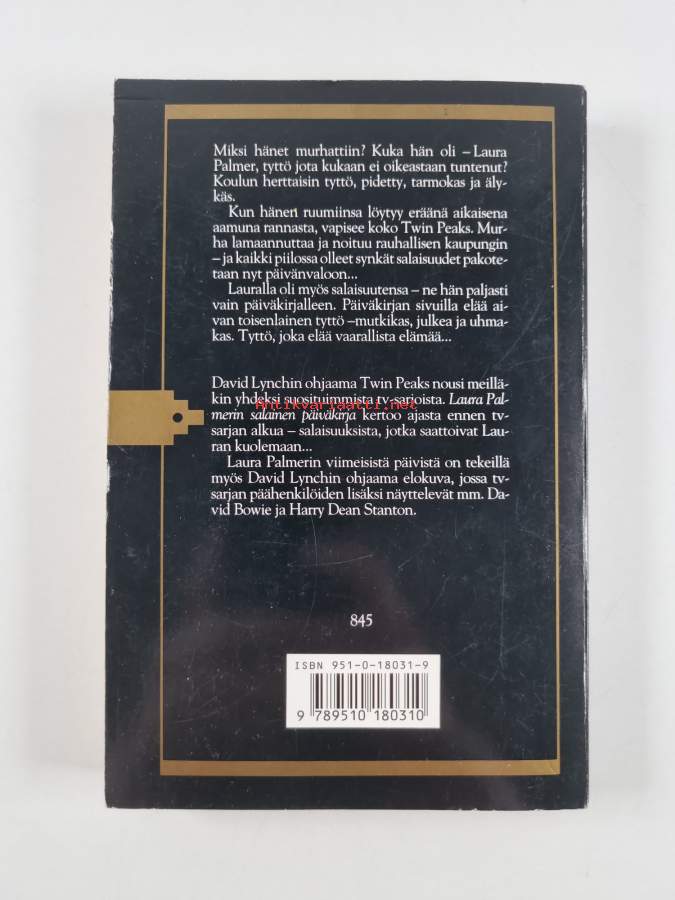 Miksi hänet murhattiin? Kuka hän oli – Laura
Palmer, tyttö jota kukaan ei oikeastaan tuntenut?
Koulun herttaisin tyttö, pidetty, tarmokas ja äly-
käs.
Kun hänen ruumiinsa löytyy eräänä aikaisena
aamuna rannasta, vapisee koko Twin Peaks. Mur-
ha lamaannuttaa ja noituu rauhallisen kaupungin
– ja kaikki piilossa olleet synkät salaisuudet pakote-
taan nyt päivänvaloon...
Lauralla oli myös salaisuutensa – ne hän paljasti
vain päiväkirjalleen. Päiväkirjan sivuilla elää ai-
van toisenlainen tyttö –mutkikas, julkea ja uhma-
kas. Tyttö, joka elää vaarallista elämää...
David Lynchin ohjaama Twin Peaks nousi meillä-
kin yhdeksi suosituimmista tv-sarjoista. Laura Pal-
Antikvariaatti.net
merin salainen päiväkirja kertoo ajasta ennen tv-
sarjan alkua – salaisuuksista, jotka saattoivat Lau-
ran kuolemaan...
Laura Palmerin viimeisistä päivistä on tekeillä
myös David Lynchin ohjaama elokuva, jossa tv-
sarjan päähenkilöiden lisäksi näyttelevät mm. Da-
vid Bowie ja Harry Dean Stanton.
845
ISBN 951-0-18031-9
9 789510 180310